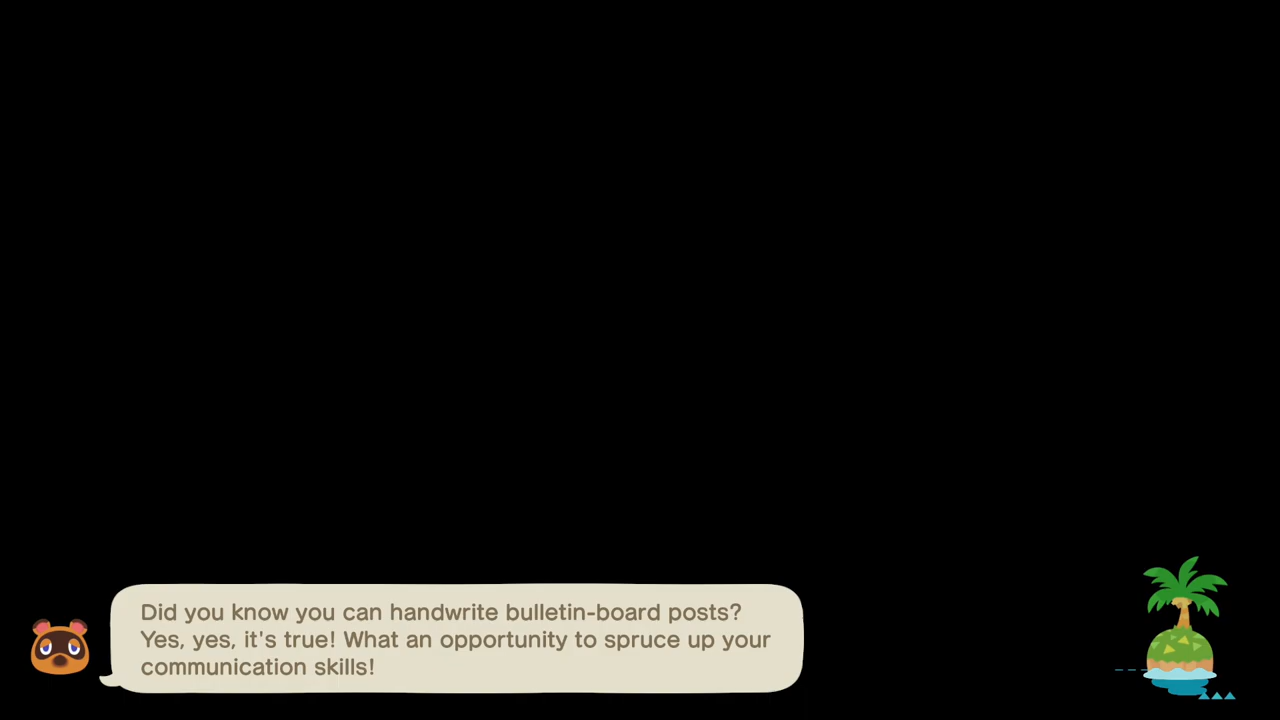 Did you know you can handwrite bulletin-board posts?
Yes, yes, it's true! What an opportunity to spruce up your
communication skills!